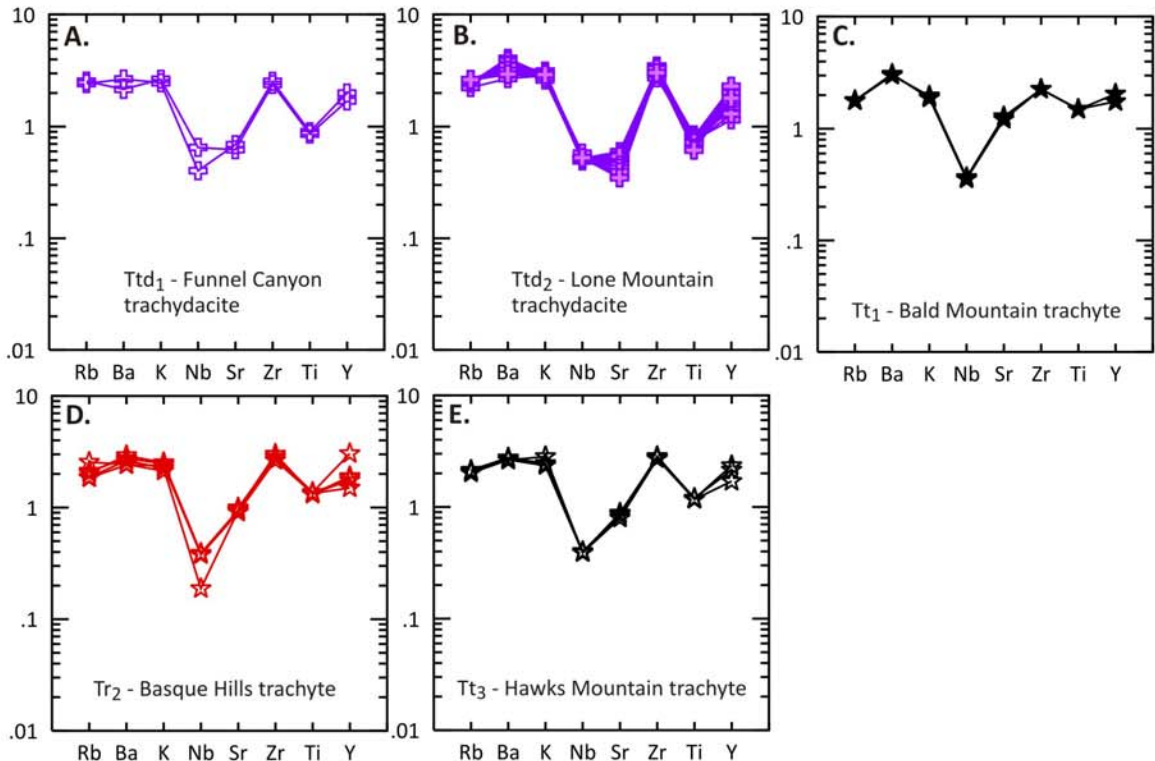 A.
10
1
.1
.01
Ttd1 - Funnel Canyon
trachydacite
Rb Ba K Nb Sr Zr Ti Y
B.
10
1
.1
.01
Ttd2 - Lone Mountain
trachydacite
Rb Ba K Nb Sr Zr Ti Y
C.
10
1
.1
.01
Tt1 - Bald Mountain trachyte
Rb Ba K Nb Sr Zr Ti Y
D.
10
1
.1
.01
Tr2 - Basque Hills trachyte
Rb Ba K Nb Sr Zr Ti Y
E.
10
1
.1
.01
Tt3 - Hawks Mountain trachyte
Rb Ba K Nb Sr Zr Ti Y